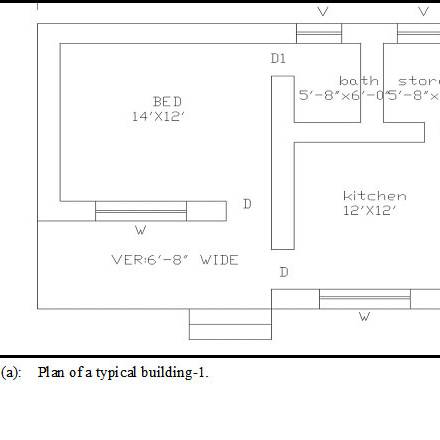 V V
D1
bath store
5'-8"x6'-0" 5'-8"x
BED
14'X12'
kitchen
12'X12'
D
W
VER:6'-8" WIDE
D
W
(a): Plan of a typical building-1.